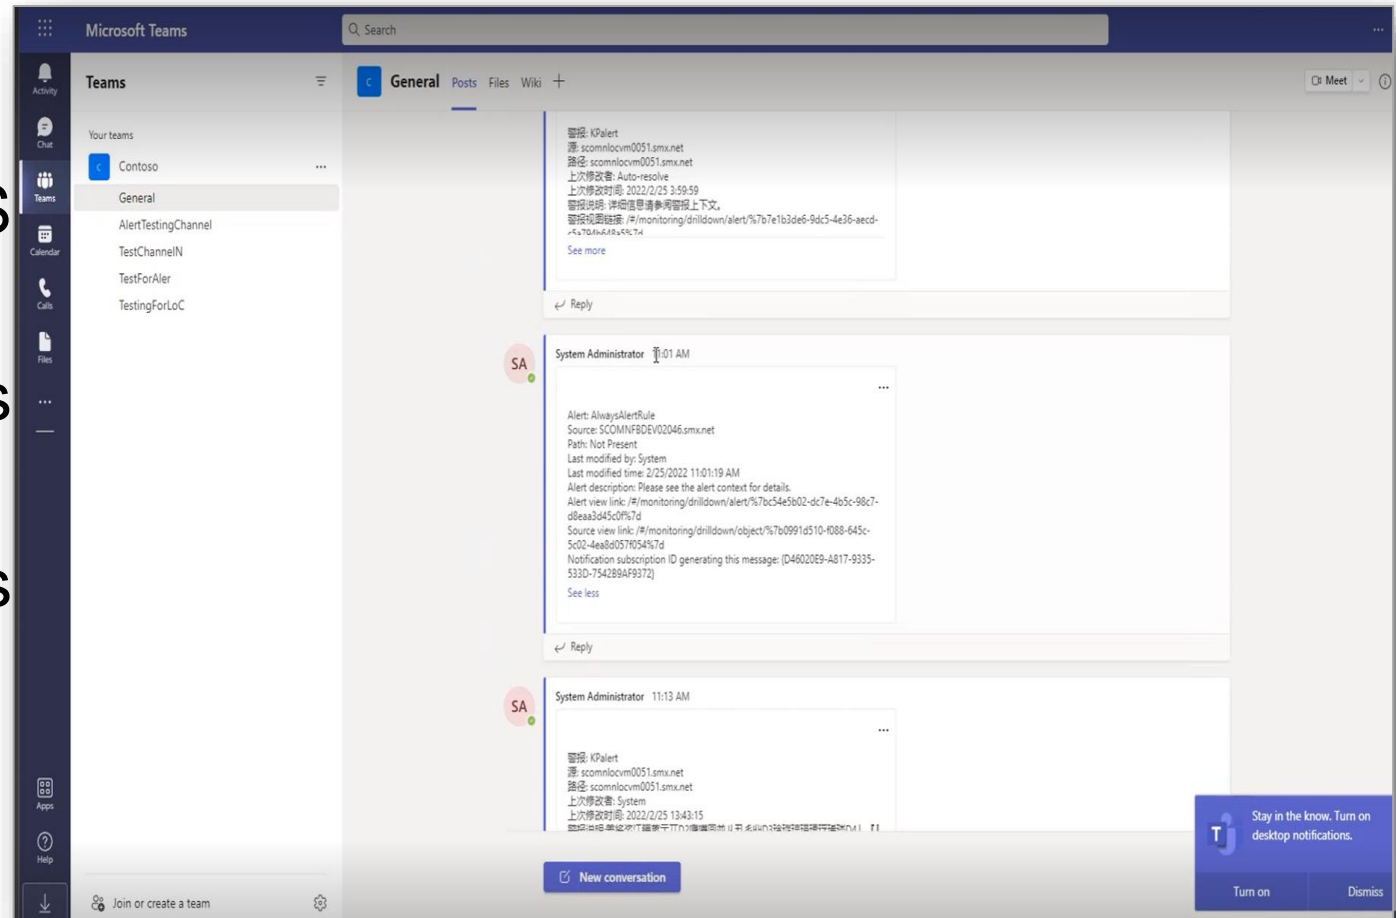 Microsoft Teams
Search
Activity
Chat
Teams
Calendar
Calls
Files
Apps
Help
Teams
Your teams
C
Contoso
General
AlertTestingChannel
TestChannelN
TestForAler
TestingForLoC
Join or create a team
C
General Posts Files Wiki
Meet
警报: KPalert
源: scomnlocvm0051.smx.net
路径: scomnlocvm0051.smx.net
上次修改者: Auto-resolve
上次修改时间: 2022/2/25 3:59:59
警报说明: 详细信息请参阅警报上下文。
警报视图链接: /#/monitoring/drilldown/alert/%7b7e1b3de6-9dc5-4e36-aecd-
c5a794b648a5%7d
See more
Reply
SA
System Administrator 11:01 AM
Alert: AlwaysAlertRule
Source: SCOMNFBDEV02046.smx.net
Path: Not Present
Last modified by: System
Last modified time: 2/25/2022 11:01:19 AM
Alert description: Please see the alert context for details.
Alert view link: /#/monitoring/drilldown/alert/%7bc54e5b02-dc7e-4b5c-98c7-
d8eaa3d45c0f%7d
Source view link: /#/monitoring/drilldown/object/%7b0991d510-f088-645c-
5c02-4ea8d057f054%7d
Notification subscription ID generating this message: {D46020E9-A817-9335-
533D-7542B9AF9372}
See less
Reply
SA
System Administrator 11:13 AM
警报: KPalert
源: scomnlocvm0051.smx.net
路径: scomnlocvm0051.smx.net
上次修改者: System
上次修改时间: 2022/2/25 13:43:15
New conversation
Stay in the know. Turn on
desktop notifications.
Turn on Dismiss
s
s
s